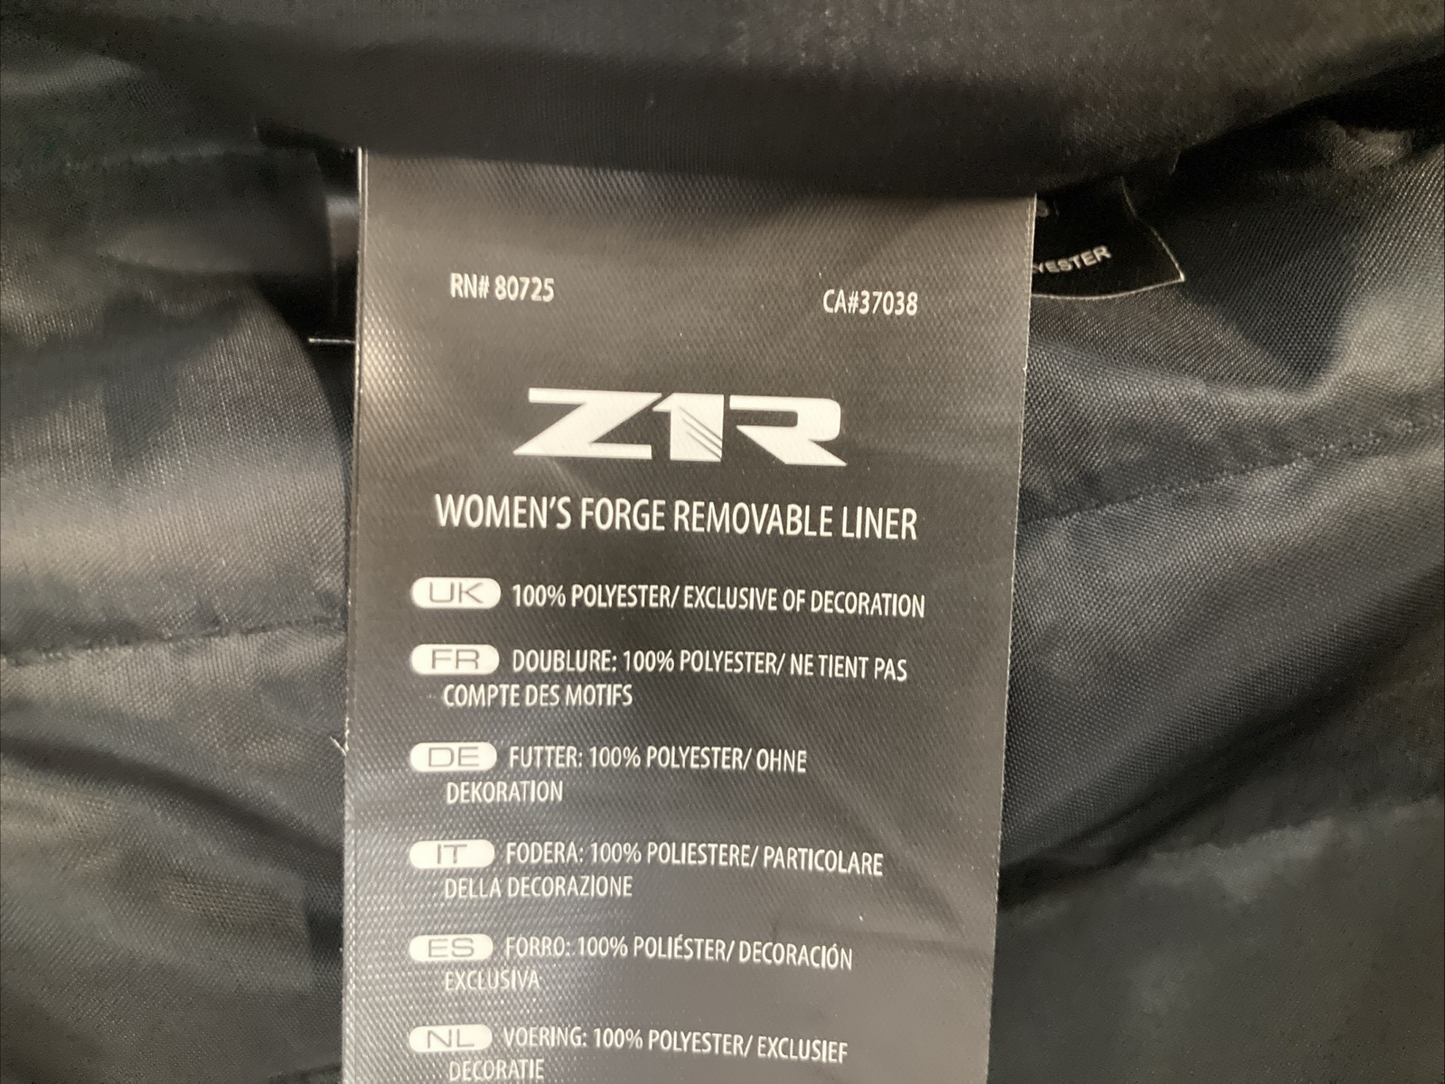 RN# 80725 CA#37038
YESTER
Z1R
WOMEN'S FORGE REMOVABLE LINER
UK 100% POLYESTER/ EXCLUSIVE OF DECORATION
FR DOUBLURE: 100% POLYESTER/ NE TIENT PAS
COMPTE DES MOTIFS
DE FUTTER: 100% POLYESTER/ OHNE
DEKORATION
IT FODERA: 100% POLIESTERE/ PARTICOLARE
DELLA DECORAZIONE
ES FORRO: 100% POLIÉSTER/ DECORACIÓN
EXCLUSIVA
NL VOERING: 100% POLYESTER/ EXCLUSIEF
DECORATIE